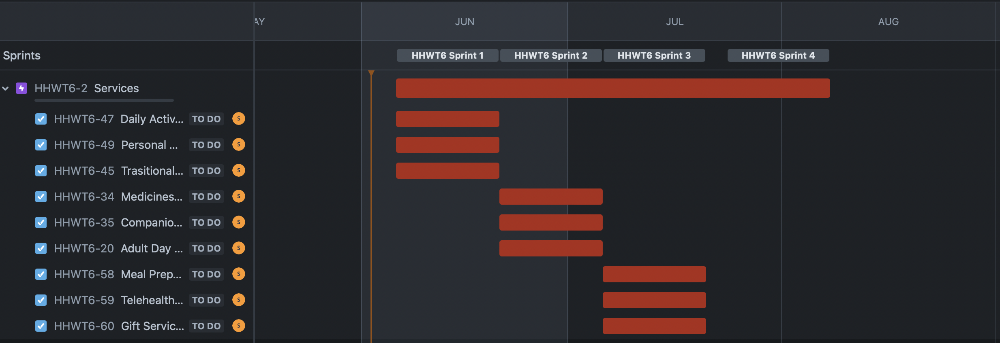 AY JUN JUL AUG
Sprints HHWT6 Sprint 1 HHWT6 Sprint 2 HHWT6 Sprint 3 HHWT6 Sprint 4
HHWT6-2 Services
HHWT6-47 Daily Activ... TO DO S
HHWT6-49 Personal ... TO DO S
HHWT6-45 Trasitional... TO DO S
HHWT6-34 Medicines... TO DO S
HHWT6-35 Companio... TO DO S
HHWT6-20 Adult Day ... TO DO S
HHWT6-58 Meal Prep... TO DO S
HHWT6-59 Telehealth... TO DO S
HHWT6-60 Gift Servic... TO DO S